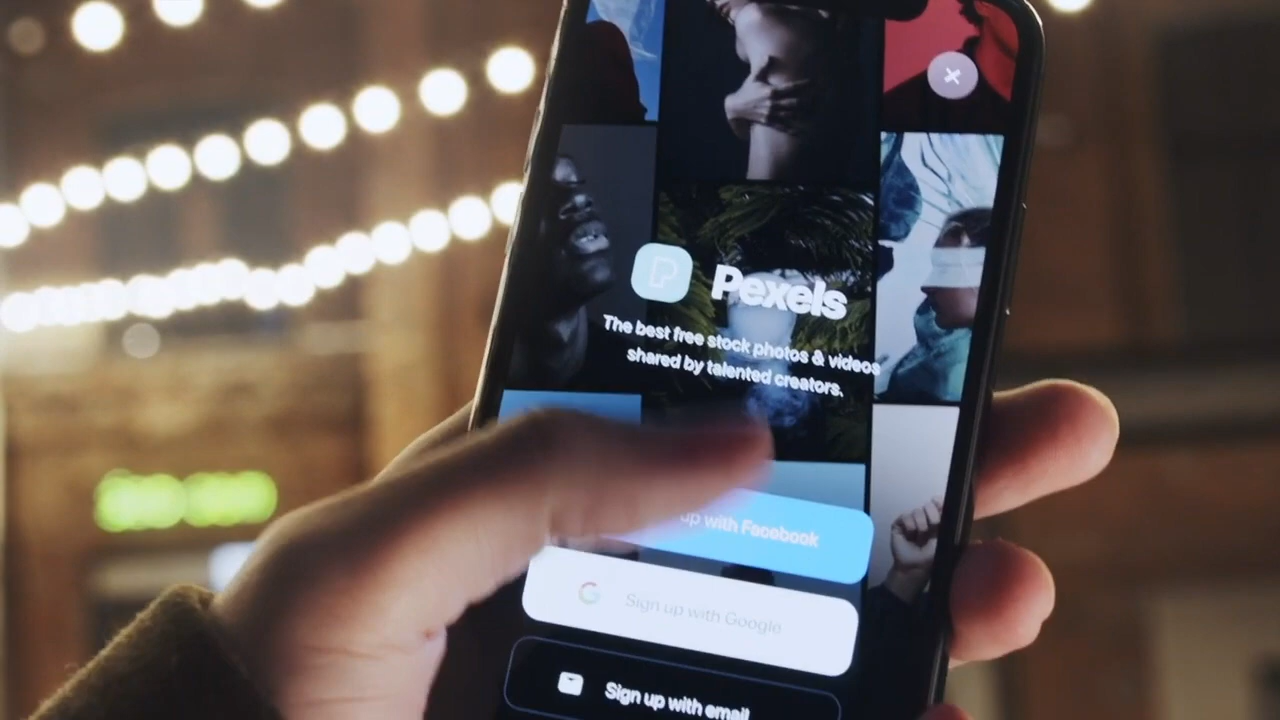 Pexels
The best free stock photos & videos
shared by talented creators.
up with Facebook
Sign up with Google
Sign up with email